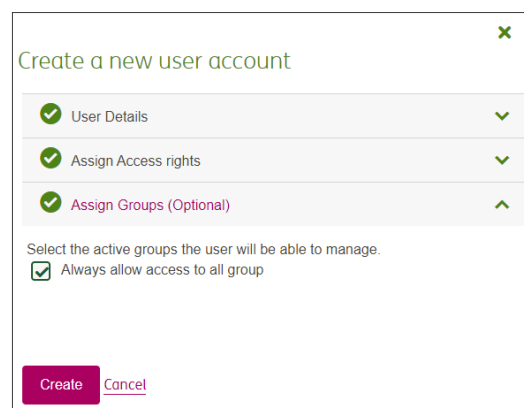 Create a new user account
User Details
Assign Access rights
Assign Groups (Optional)
Select the active groups the user will be able to manage.
Always allow access to all group
Create Cancel